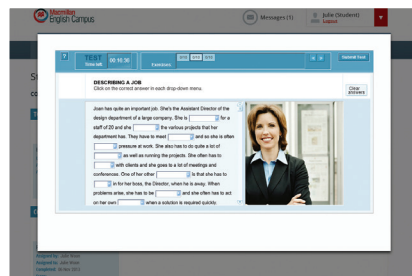 Macmillan
English Campus
Messages (1)
Julie (Student)
Logout
?
TEST
Time left
00:16:36
Exercises
Submit Test
DESCRIBING A JOB
Click on the correct answer in each drop-down menu.
Clear
answers
Joan has quite an important job. She's the Assistant Director of the
design department of a large company. She is for a
staff of 20 and she the various projects that her
department has. They have to meet and so she is often
pressure at work. She also has to do quite a lot of
as well as running the projects. She often has to
with clients and she goes to a lot of meetings and
conferences. One of her other is that she has to
in for her boss, the Director, when he is away. When
problems arise, she has to be and she often has to act
on her own when a solution is required quickly.